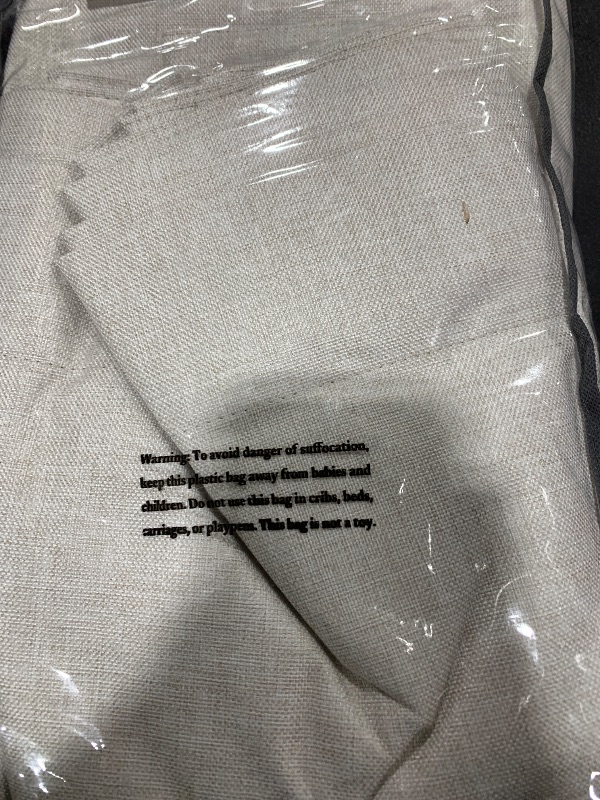 Warning: To avoid danger of suffocation,
keep this plastic bag away from babies and
children. Do not use this bag in cribs, beds,
carriages, or playpens. This bag is not a toy.